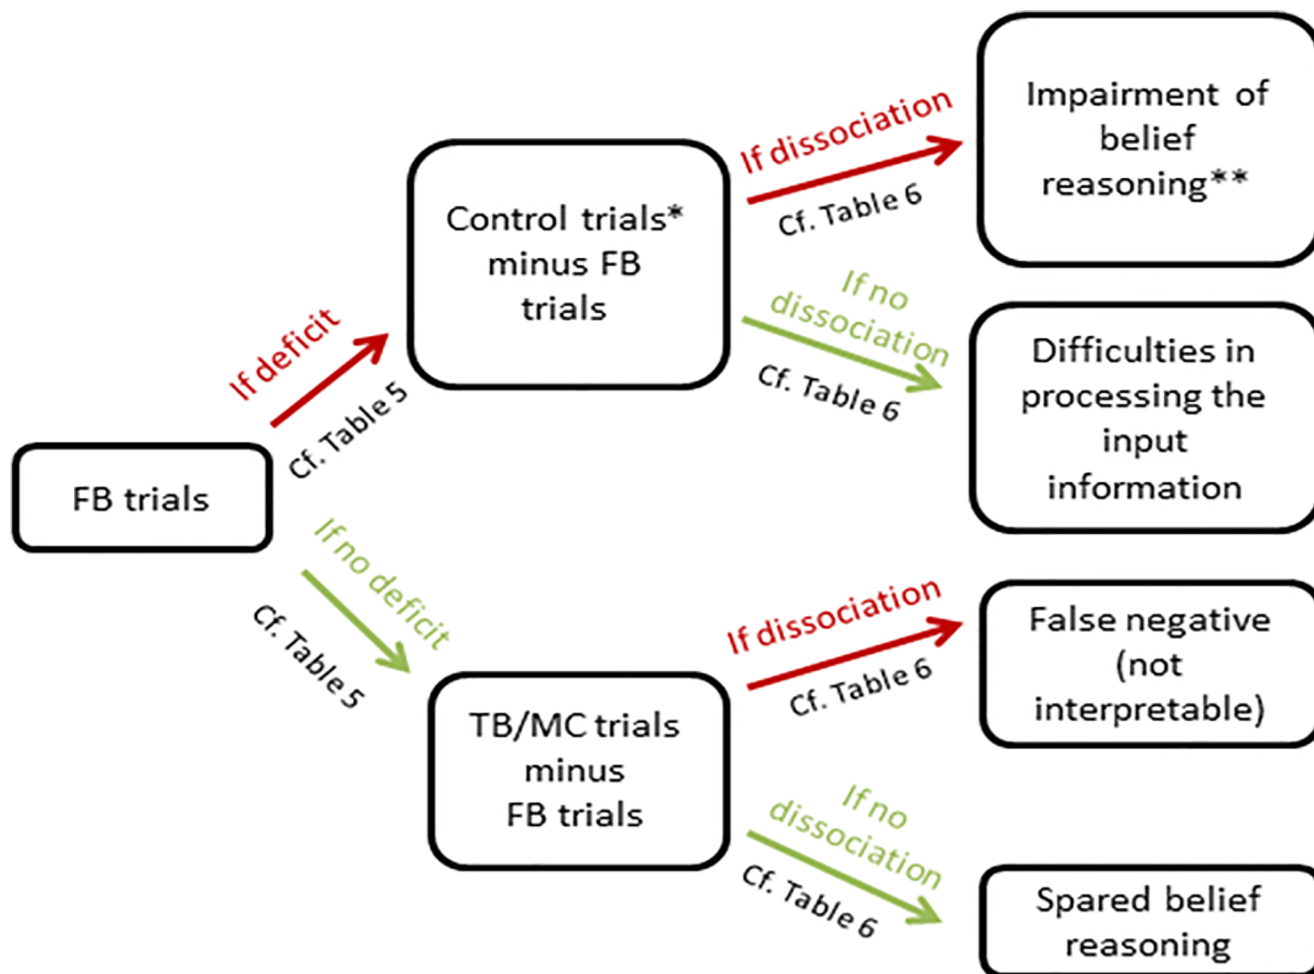 FB trials
If deficit
Cf. Table 5
If no deficit
Cf. Table 5
Control trials*
minus FB
trials
If dissociation
Cf. Table 6
If no
dissociation
Cf. Table 6
TB/MC trials
minus
FB trials
If dissociation
Cf. Table 6
If no
dissociation
Cf. Table 6
Impairment of
belief
reasoning**
Difficulties in
processing the
input
information
False negative
(not
interpretable)
Spared belief
reasoning